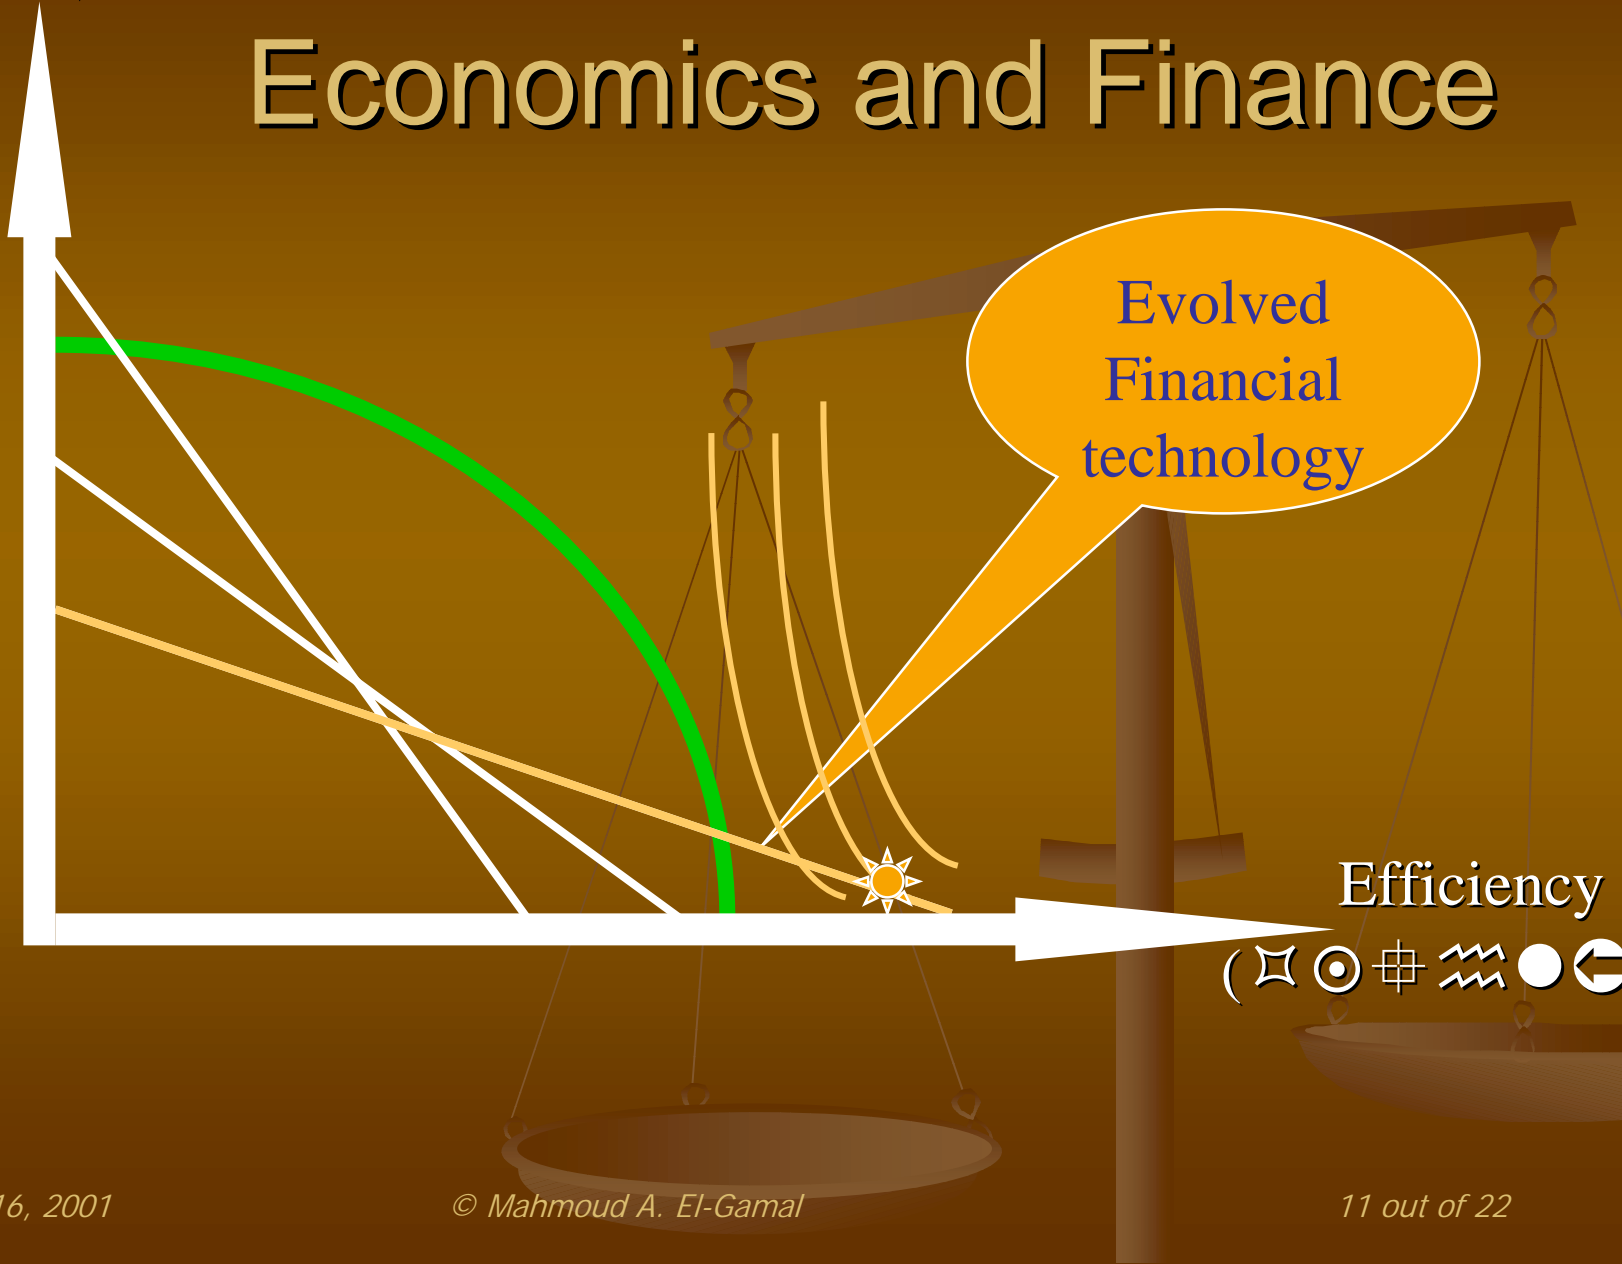 Economics and Finance
Evolved
Financial
technology
Efficiency
16, 2001
© Mahmoud A. El-Gamal
11 out of 22